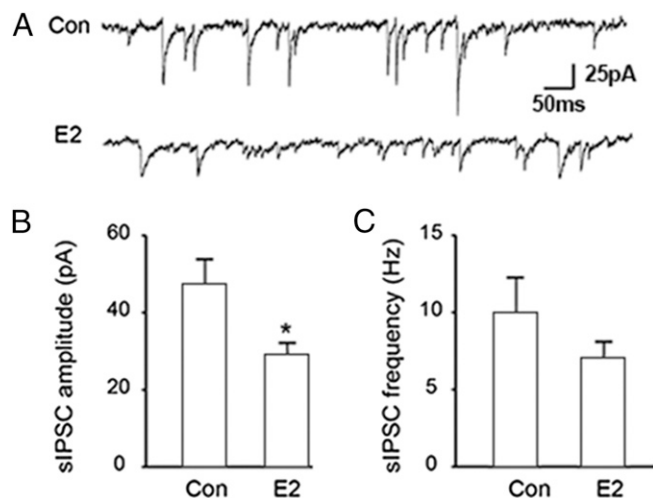 A
Con
25pA
50ms
E2
B
sIPSC amplitude (pA)
60
40
20
0
*
Con E2
C
sIPSC frequency (Hz)
15
10
5
0
Con E2